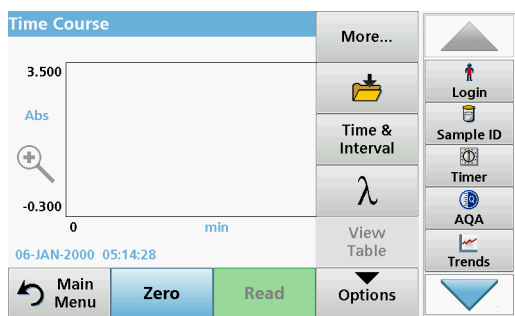 Time Course
More...
3.500
Abs
-0.300
0
min
06-JAN-2000 05:14:28
Time &
Interval
λ
View
Table
Main
Menu
Zero
Read
Options
Login
Sample ID
Timer
AQA
Trends